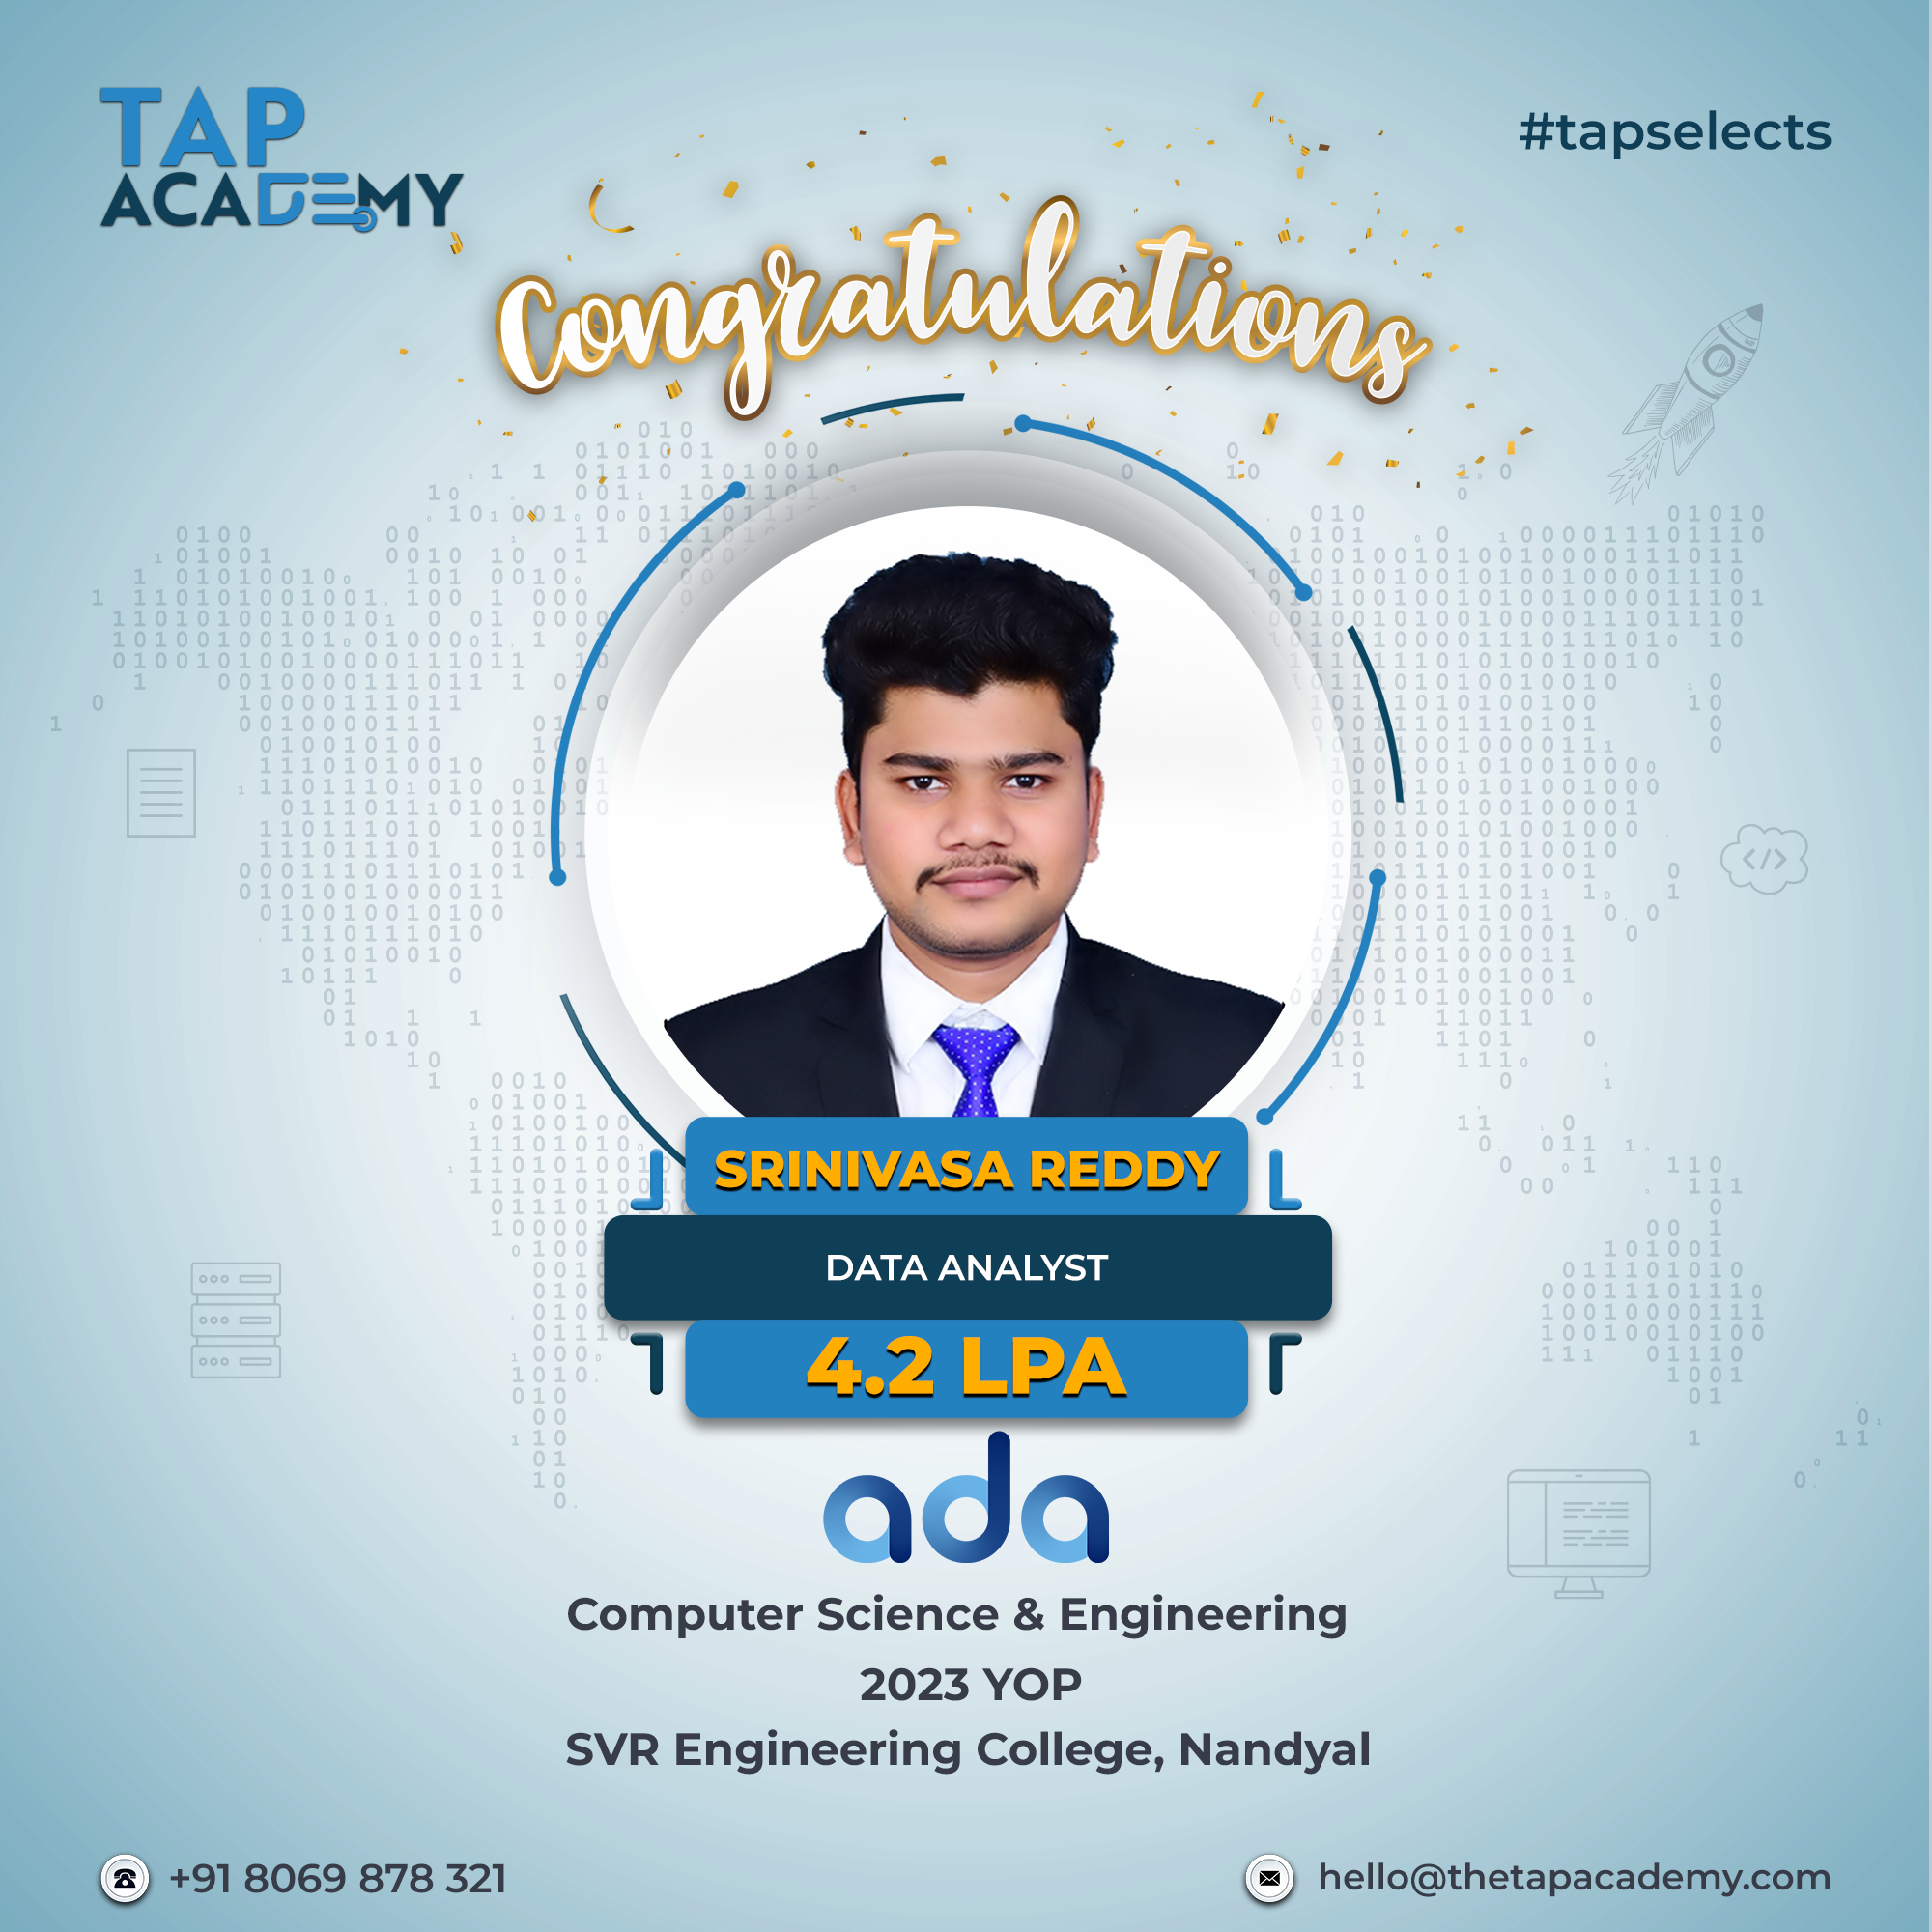 TAP
ACADEMY
#tapselects
Congratulations
SRINIVASA REDDY
DATA ANALYST
4.2 LPA
ada
Computer Science & Engineering
2023 YOP
SVR Engineering College, Nandyal
+91 8069 878 321
hello@thetapacademy.com